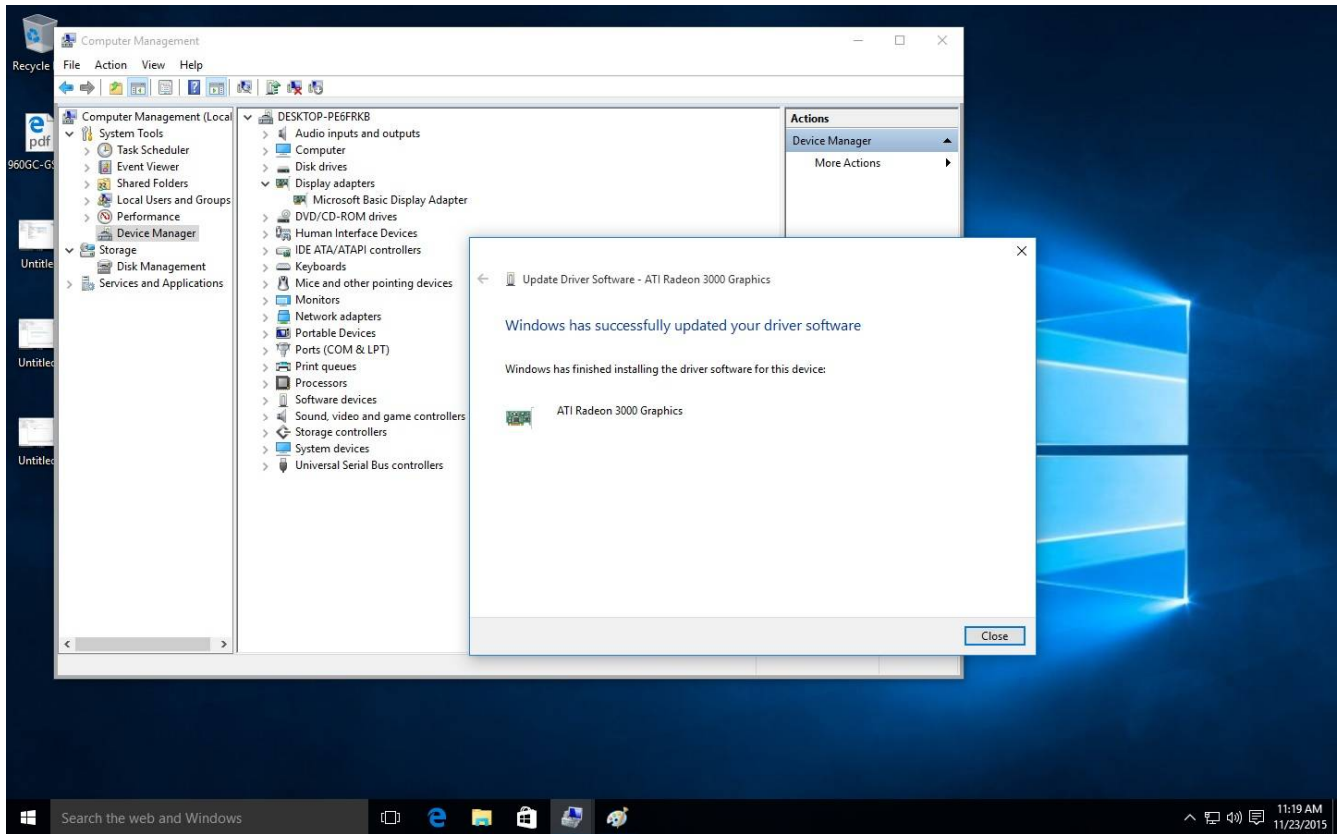 Recycle
pdf
960GC-GS
Untitle
Untitled
Untitled
Computer Management
File Action View Help
Computer Management (Local
System Tools
Task Scheduler
Event Viewer
Shared Folders
Local Users and Groups
Performance
Device Manager
Storage
Disk Management
Services and Applications
DESKTOP-PE6FRKB
Audio inputs and outputs
Computer
Disk drives
Display adapters
Microsoft Basic Display Adapter
DVD/CD-ROM drives
Human Interface Devices
IDE ATA/ATAPI controllers
Keyboards
Mice and other pointing devices
Monitors
Network adapters
Portable Devices
Ports (COM & LPT)
Print queues
Processors
Software devices
Sound, video and game controllers
Storage controllers
System devices
Universal Serial Bus controllers
Actions
Device Manager
More Actions
Update Driver Software - ATI Radeon 3000 Graphics
Windows has successfully updated your driver software
Windows has finished installing the driver software for this device:
ATI Radeon 3000 Graphics
Close
Search the web and Windows
11:19 AM
11/23/2015